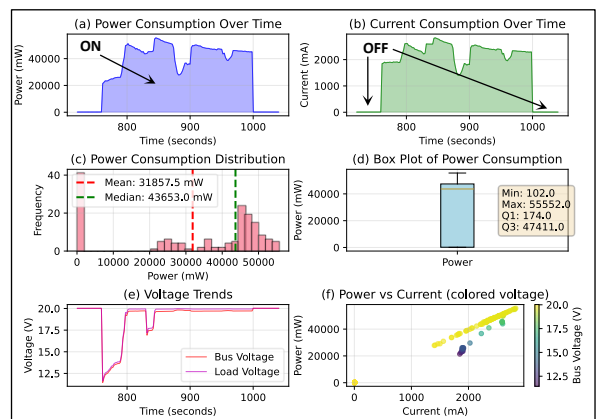 (a) Power Consumption Over Time
ON
Power (mW)
40000
20000
0
800
900
1000
Time (seconds)
(b) Current Consumption Over Time
OFF
Current (mA)
2000
1000
0
800
900
1000
Time (seconds)
(c) Power Consumption Distribution
Mean: 31857.5 mW
Median: 43653.0 mW
Frequency
40
20
0
0 10000 20000 30000 40000 50000
Power (mW)
(d) Box Plot of Power Consumption
Min: 102.0
Max: 55552.0
Q1: 174.0
Q3: 47411.0
Power (mW)
40000
20000
0
Power
(e) Voltage Trends
Bus Voltage
Load Voltage
Voltage (V)
20.0
17.5
15.0
12.5
800
900
1000
Time (seconds)
(f) Power vs Current (colored voltage)
Power (mW)
40000
20000
0
0
1000
2000
Current (mA)
20.0
17.5
15.0
12.5
Bus Voltage (V)